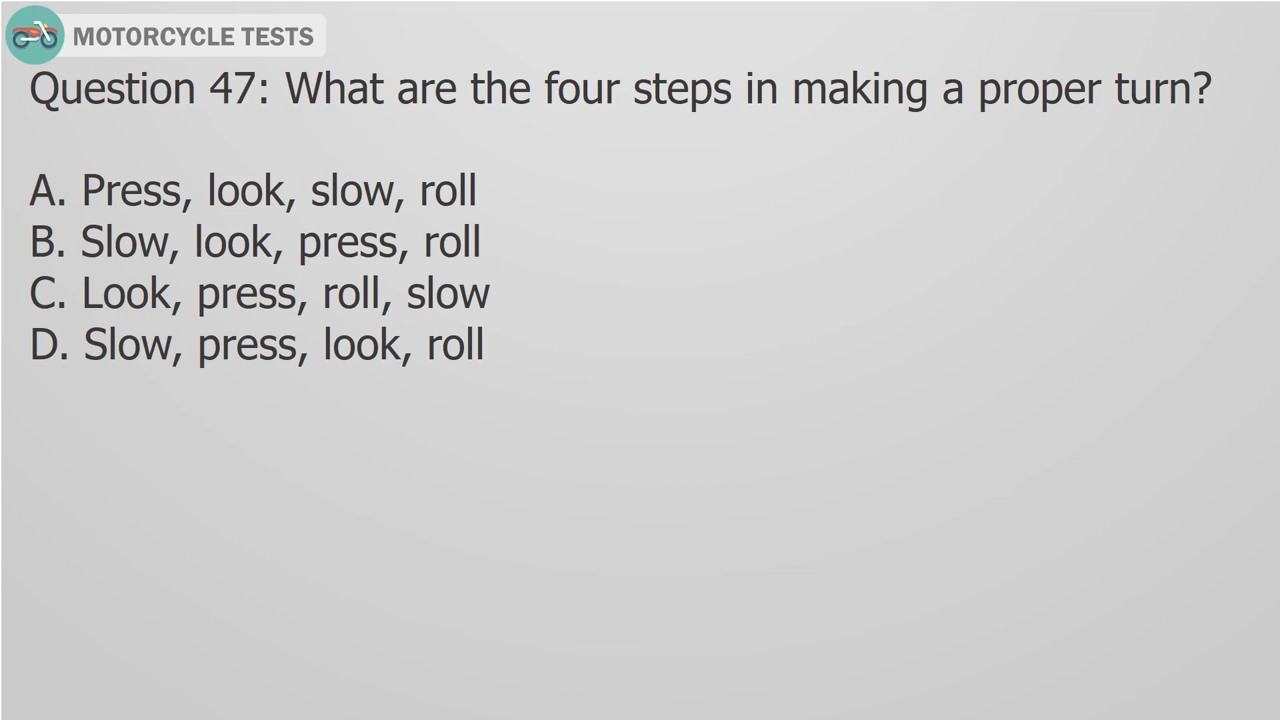 MOTORCYCLE TESTS
Question 47: What are the four steps in making a proper turn?
A. Press, look, slow, roll
B. Slow, look, press, roll
C. Look, press, roll, slow
D. Slow, press, look, roll